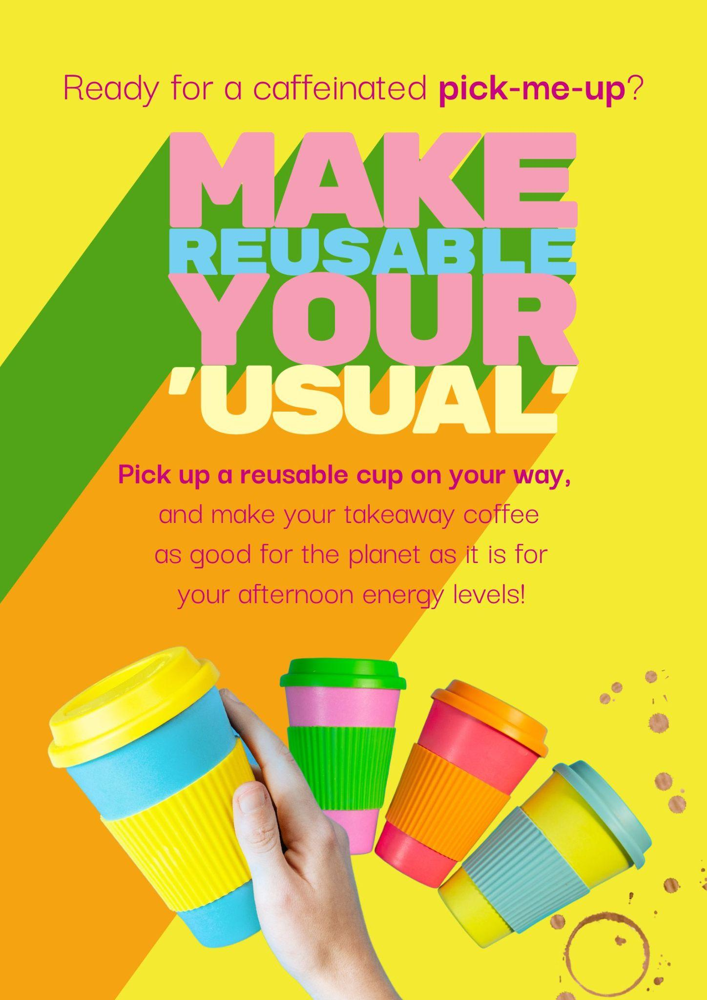 Ready for a caffeinated pick-me-up?
MAKE
REUSABLE
YOUR
'USUAL'
Pick up a reusable cup on your way,
and make your takeaway coffee
as good for the planet as it is for
your afternoon energy levels!